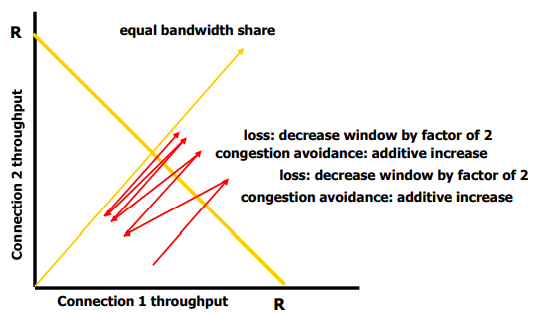 R
equal bandwidth share
Connection 2 throughput
loss: decrease window by factor of 2
congestion avoidance: additive increase
loss: decrease window by factor of 2
congestion avoidance: additive increase
Connection 1 throughput
R